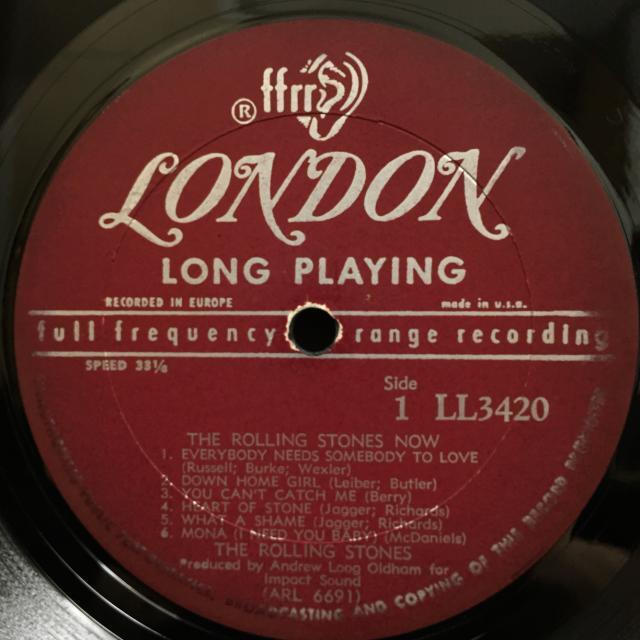 ffrr
®
LONDON
LONG PLAYING
RECORDED IN EUROPE made in u.s.a.
full frequency range recording
SPEED 33⅓
Side
1 LL3420
THE ROLLING STONES NOW
1. EVERYBODY NEEDS SOMEBODY TO LOVE
(Russell; Burke; Wexler)
2. DOWN HOME GIRL (Leiber; Butler)
3. YOU CAN'T CATCH ME (Berry)
4. HEART OF STONE (Jagger; Richards)
5. WHAT A SHAME (Jagger; Richards)
6. MONA (I NEED YOU BABY) (McDaniels)
THE ROLLING STONES
Produced by Andrew Long Oldham for
Impact Sound
(ARL 6691)
BROADCASTING AND COPYING OF THIS RECORD